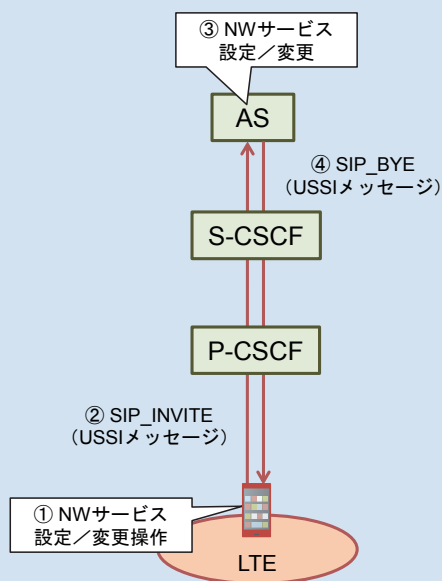 ③ NWサービス
設定／変更
AS
④ SIP_BYE
（USSIメッセージ）
S-CSCF
P-CSCF
② SIP_INVITE
（USSIメッセージ）
① NWサービス
設定／変更操作
LTE